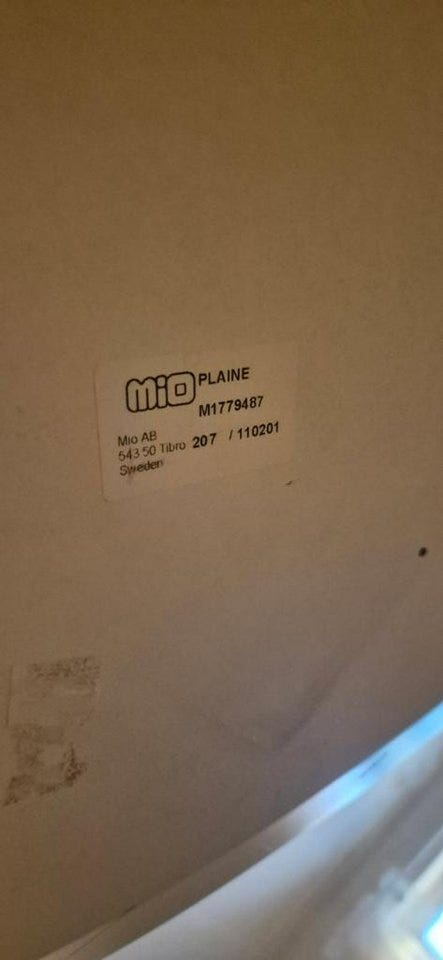 mio PLAINE
M1779487
Mio AB
543 50 Tibro 207 / 110201
Sweden